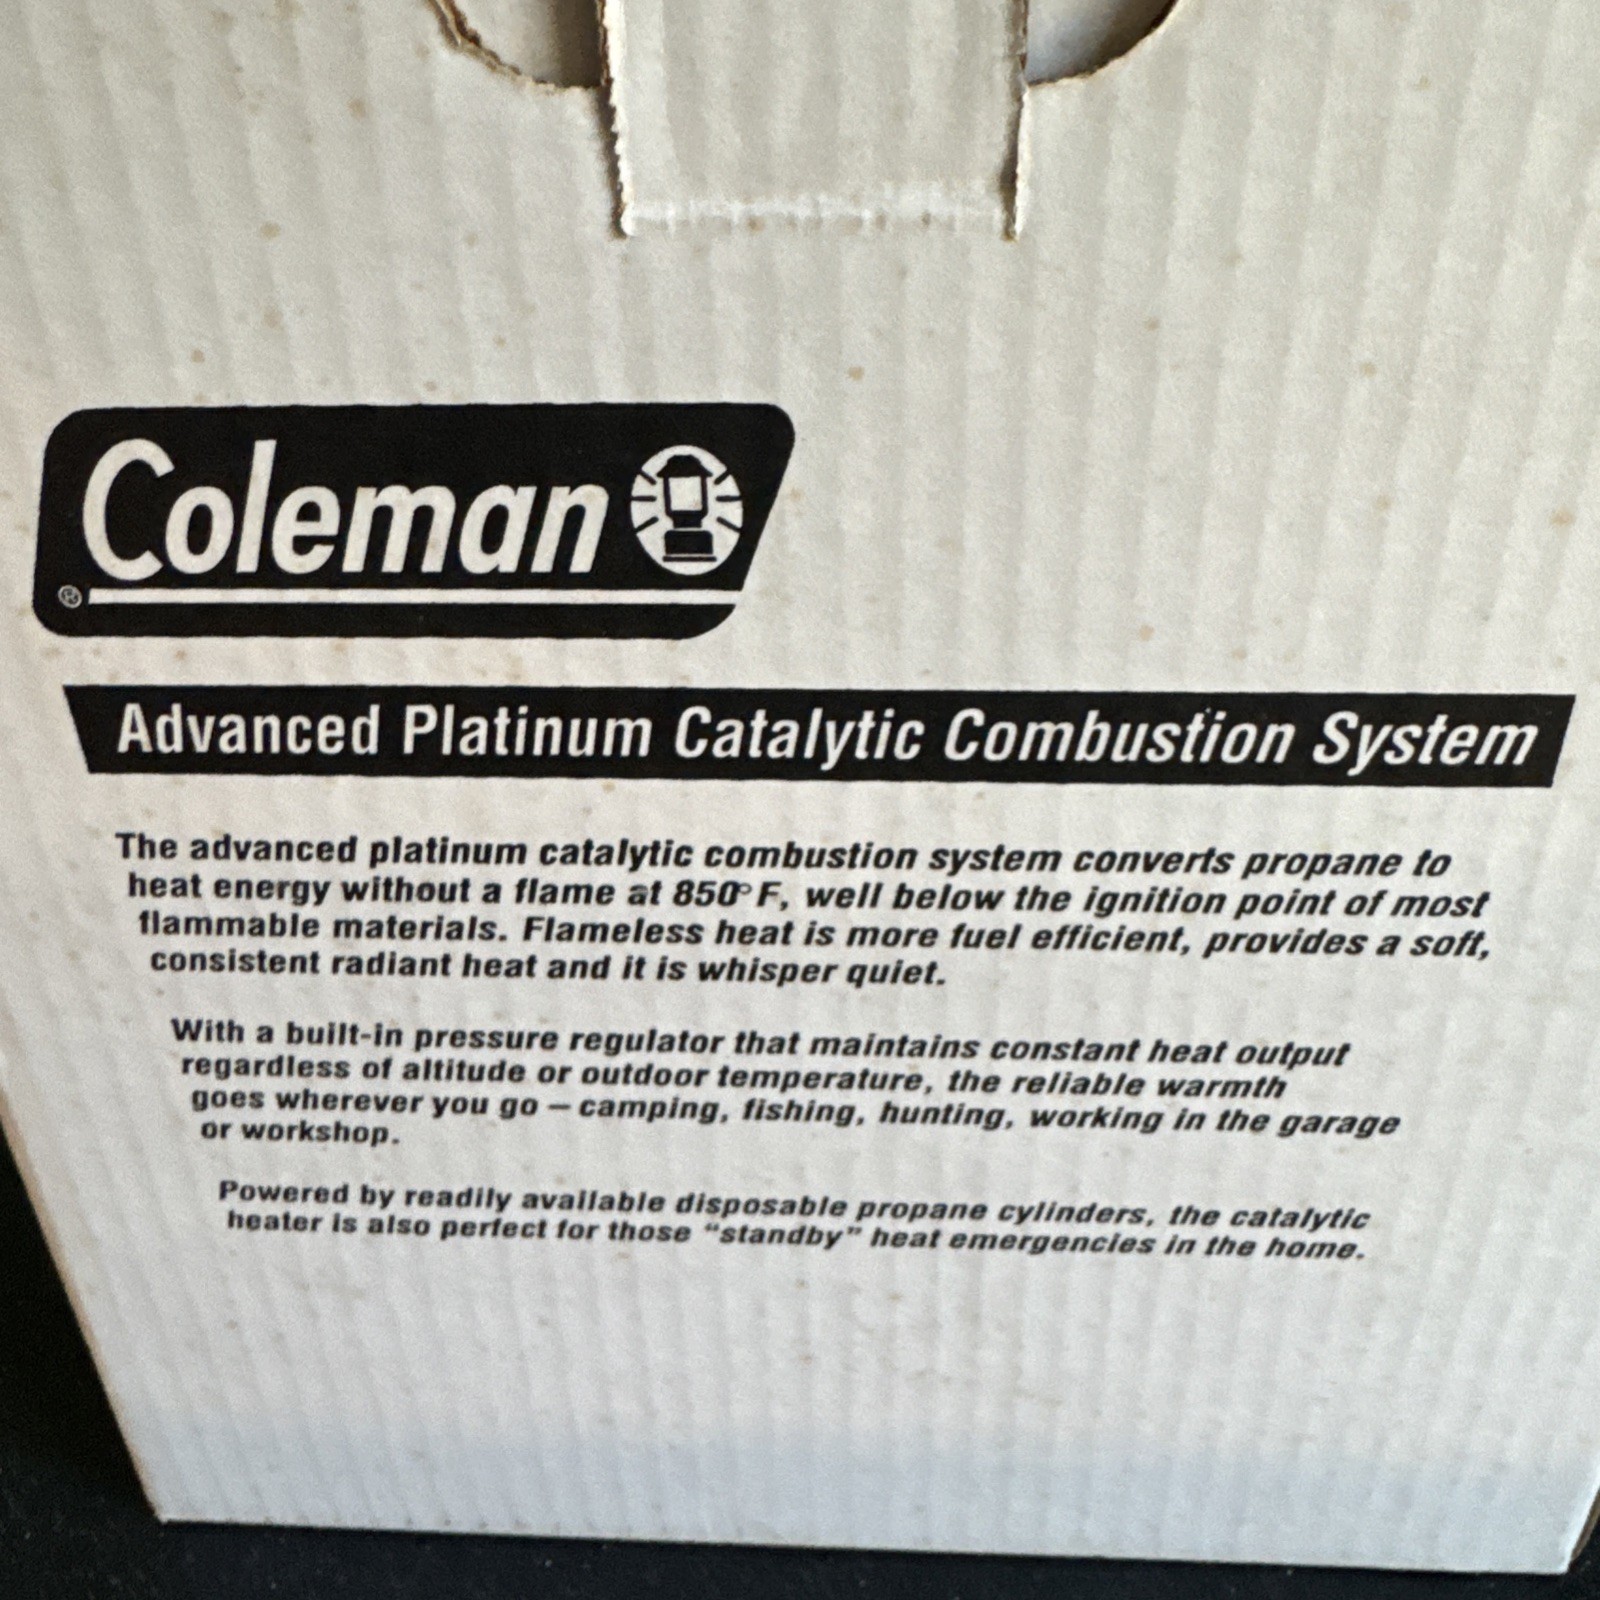 Coleman
®
Advanced Platinum Catalytic Combustion System
The advanced platinum catalytic combustion system converts propane to
heat energy without a flame at 850° F, well below the ignition point of most
flammable materials. Flameless heat is more fuel efficient, provides a soft,
consistent radiant heat and it is whisper quiet.
With a built-in pressure regulator that maintains constant heat output
regardless of altitude or outdoor temperature, the reliable warmth
goes wherever you go – camping, fishing, hunting, working in the garage
or workshop.
Powered by readily available disposable propane cylinders, the catalytic
heater is also perfect for those “standby” heat emergencies in the home.